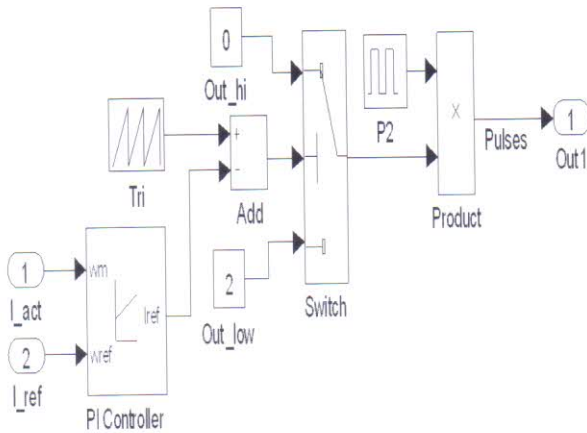 0
Out_hi
P2
x
Pulses
1
Out1
Product
Tri
+
-
Add
Switch
2
Out_low
1
I_act
2
I_ref
wm
wref
Iref
PI Controller